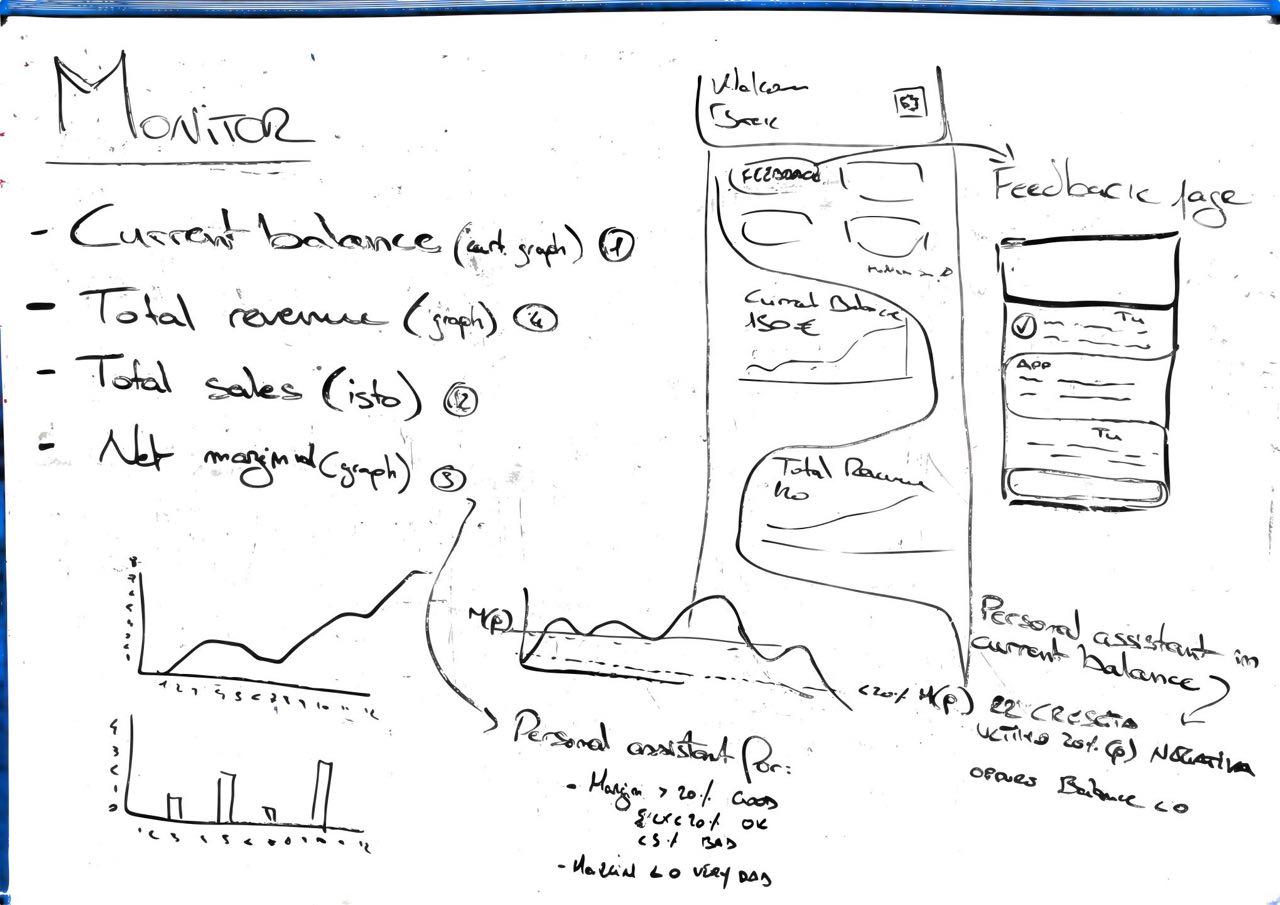 MONITOR
- Current balance (cart. graph) ①
- Total revenue (graph) ④
- Total sales (isto) ②
- Net marginal (graph) ③
Back
FEEDBACK
Current Balance
150 €
Total Revenue
Feedback page
Tu
APP
Tu
M(p)
<20% M(p)
Personal assistant in
current balance
ULTIMO 20% (p) NEGATIVA
OPPURE Balance <0
Personal assistant for:
- Margin > 20% GOOD
5<x<20% OK
<5% BAD
- Margin <0 VERY BAD